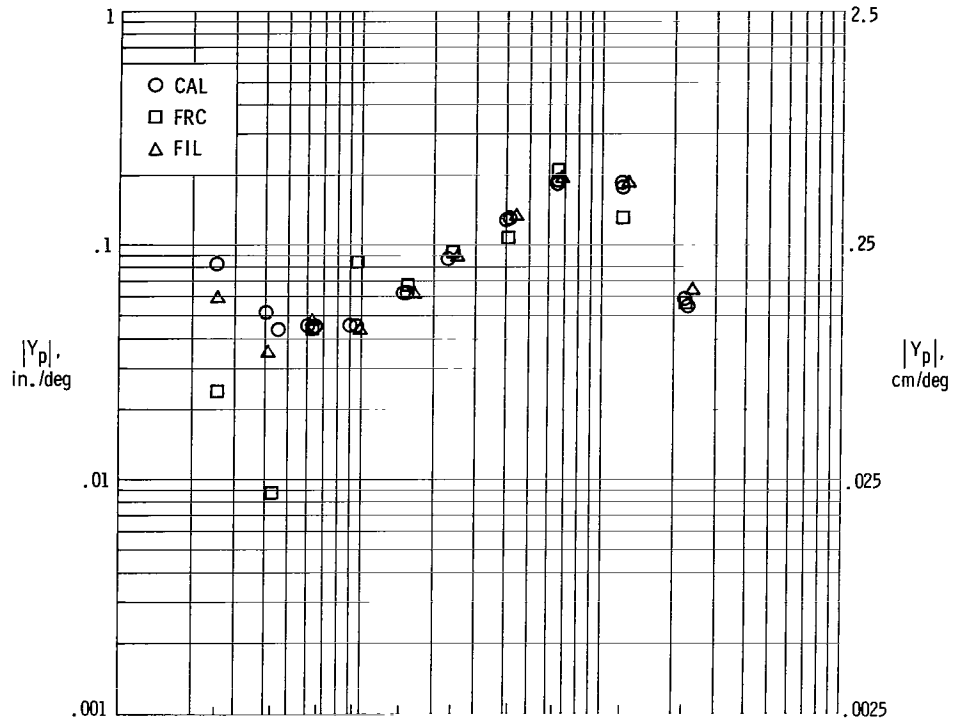 1
2.5
CAL
FRC
FIL
.1
.25
|Yp|,
in./deg
|Yp|,
cm/deg
.01
.025
.001
.0025